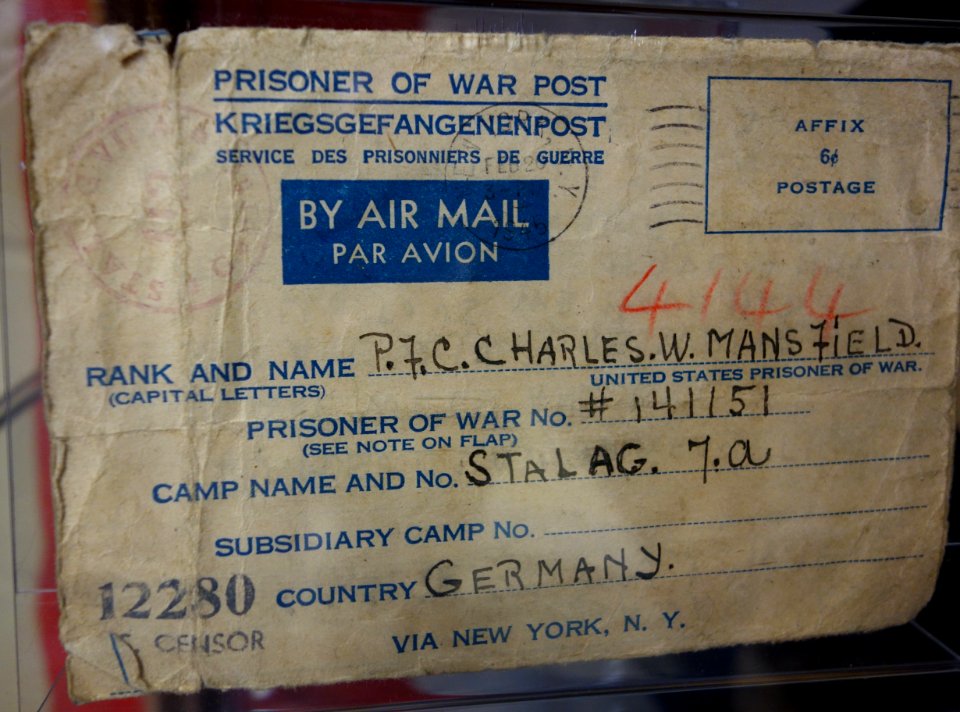 PRISONER OF WAR POST
KRIEGSGEFANGENENPOST
SERVICE DES PRISONNIERS DE GUERRE
BY AIR MAIL
PAR AVION
FEB 20
N.Y.
AFFIX
6¢
POSTAGE
4144
RANK AND NAME P.F.C. CHARLES.W. MANSFiELD.
(CAPITAL LETTERS)
UNITED STATES PRISONER OF WAR.
PRISONER OF WAR No. #141151
(SEE NOTE ON FLAP)
CAMP NAME AND No. STALAG. 7.a
SUBSIDIARY CAMP No.
COUNTRY GERMANY.
12280
CENSOR
VIA NEW YORK, N. Y.